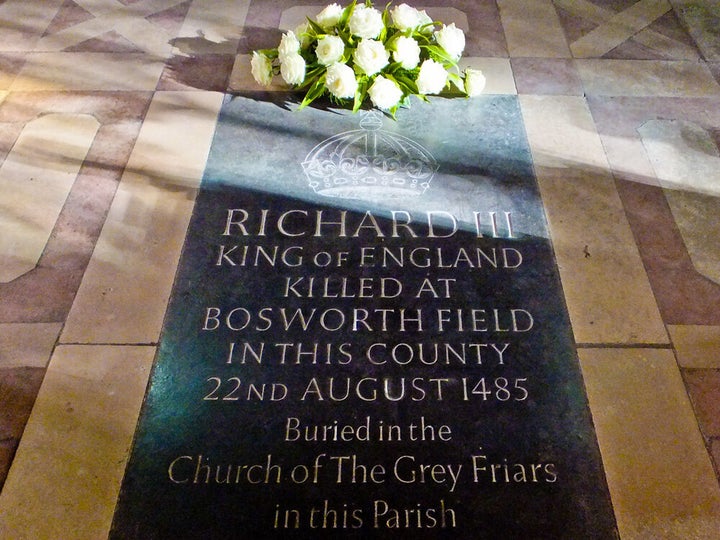 RICHARD III
KING OF ENGLAND
KILLED AT
BOSWORTH FIELD
IN THIS COUNTY
22ND AUGUST 1485
Buried in the
Church of The Grey Friars
in this Parish